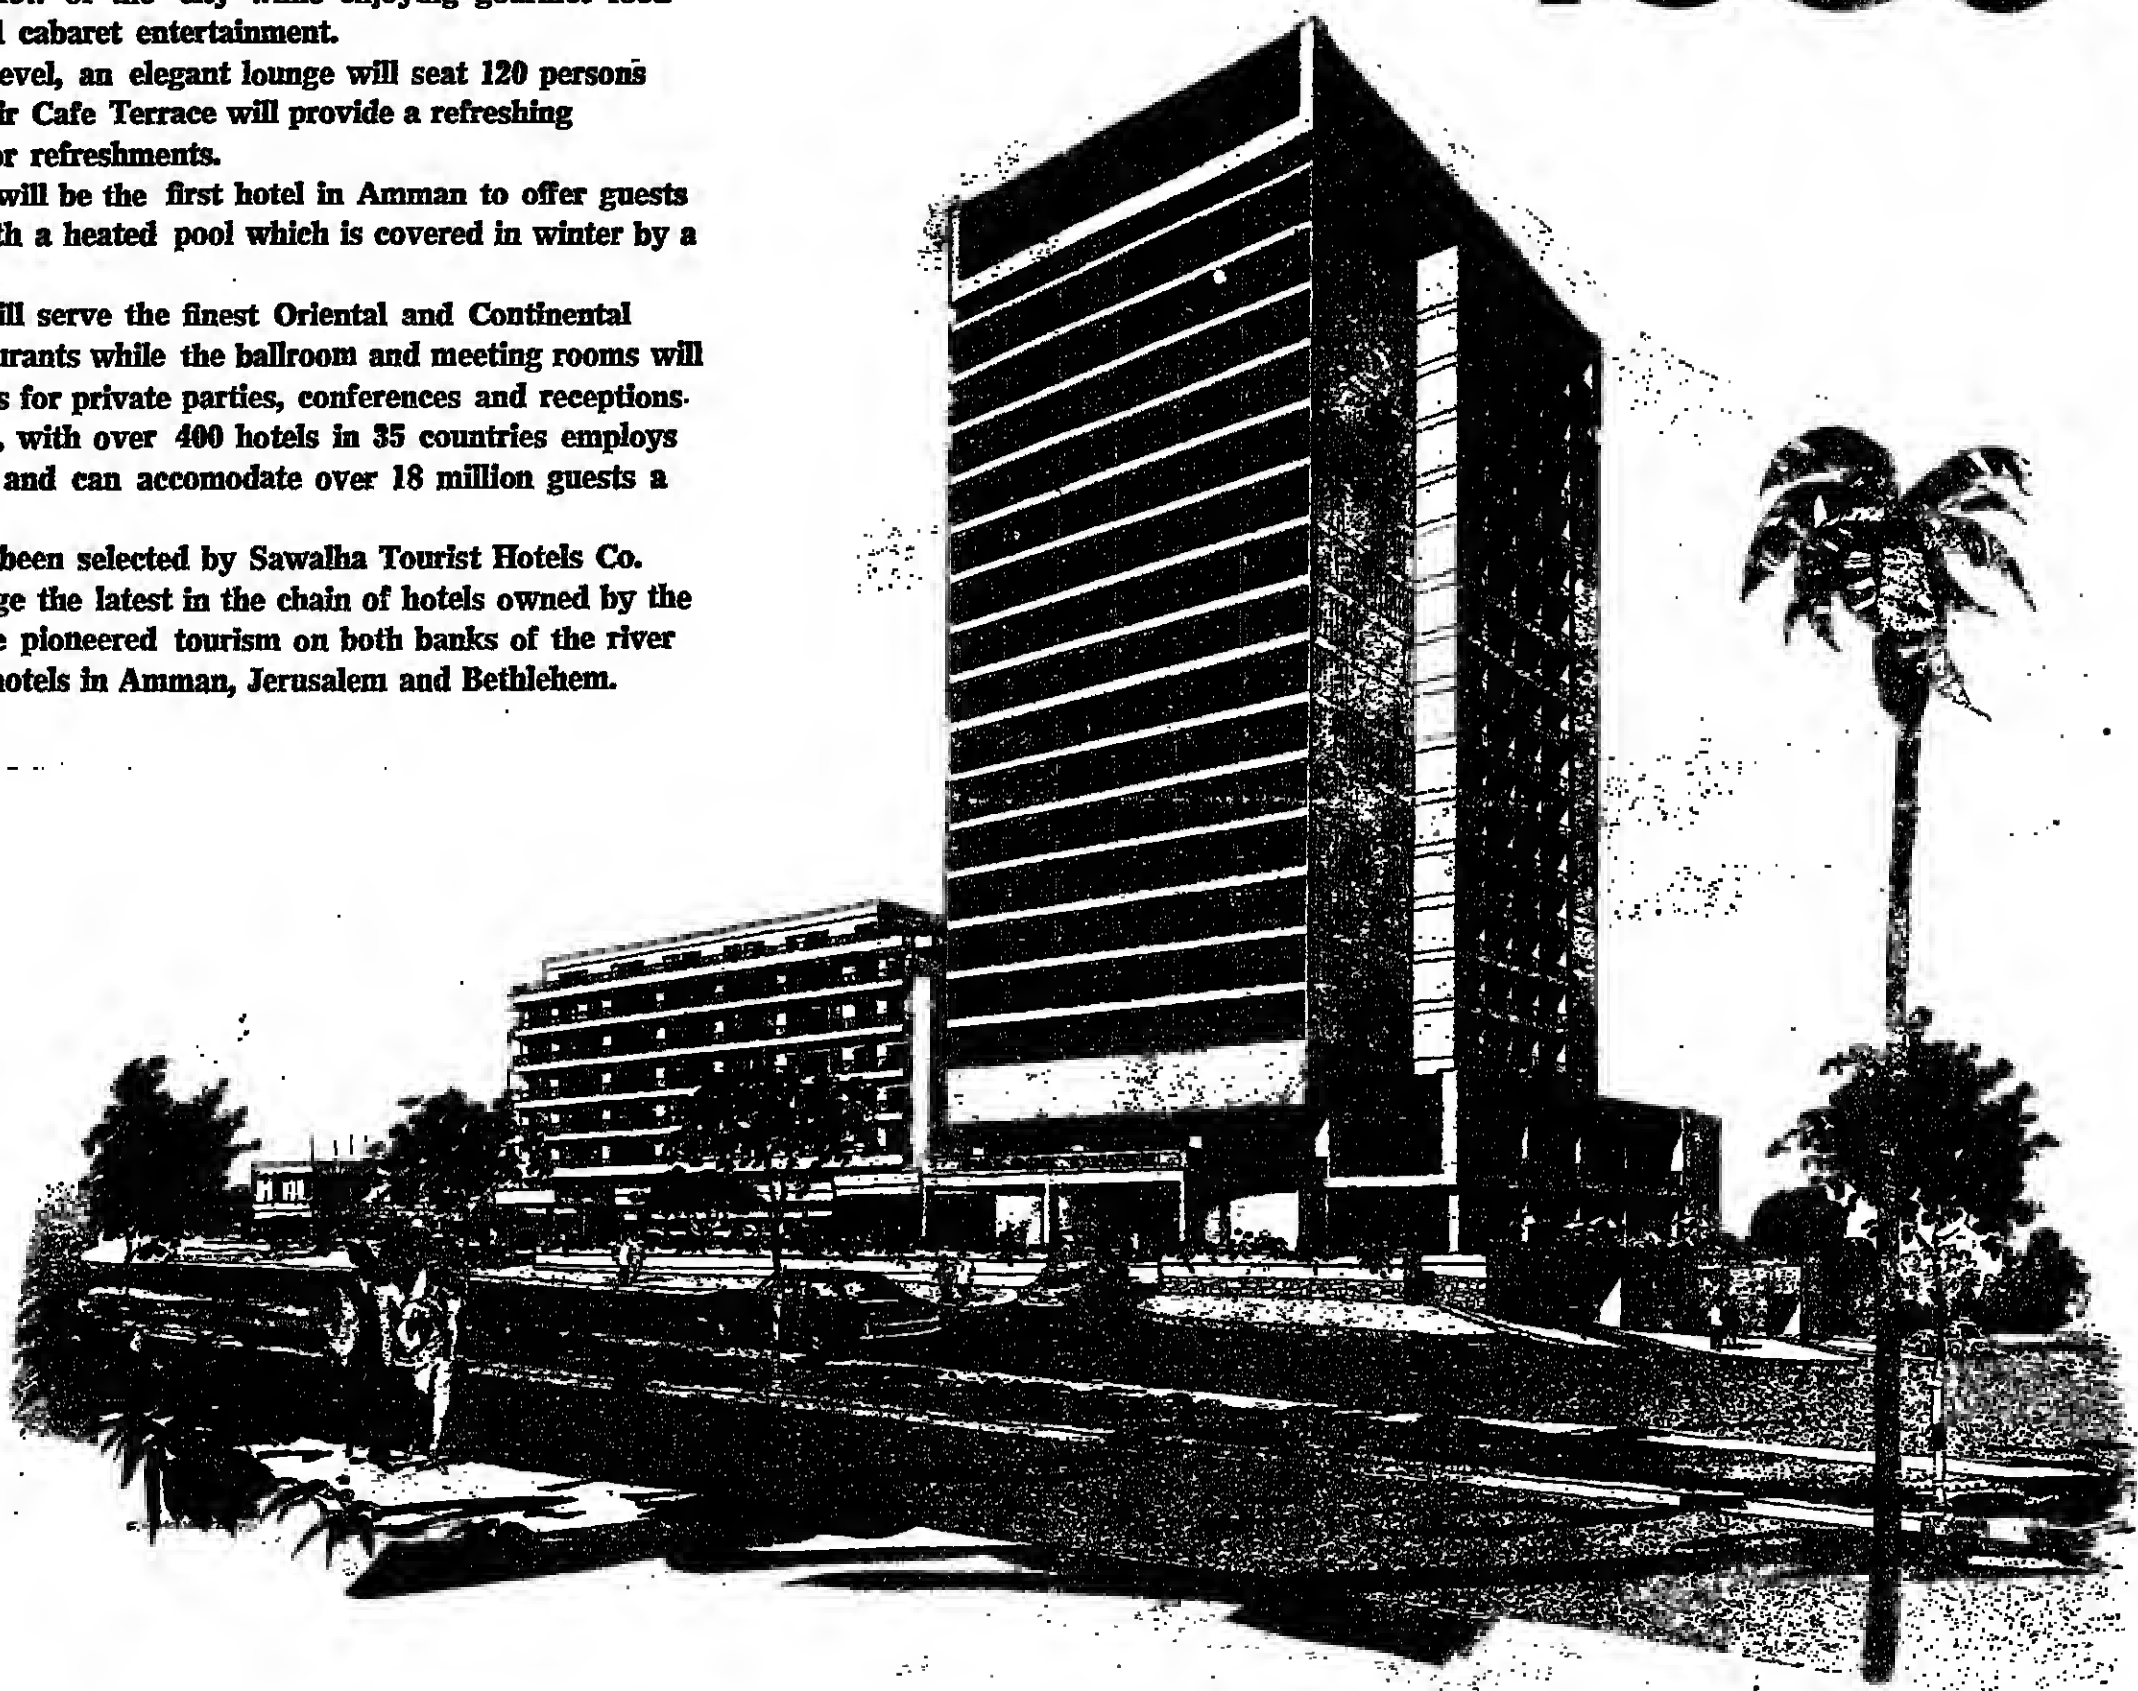 cabaret entertainment.
evel, an elegant lounge will seat 120 persons
ir Cafe Terrace will provide a refreshing
or refreshments.
will be the first hotel in Amman to offer guests
th a heated pool which is covered in winter by a
ill serve the finest Oriental and Continental
urants while the ballroom and meeting rooms will
s for private parties, conferences and receptions.
, with over 400 hotels in 35 countries employs
and can accomodate over 18 million guests a
been selected by Sawalha Tourist Hotels Co.
ge the latest in the chain of hotels owned by the
e pioneered tourism on both banks of the river
hotels in Amman, Jerusalem and Bethlehem.